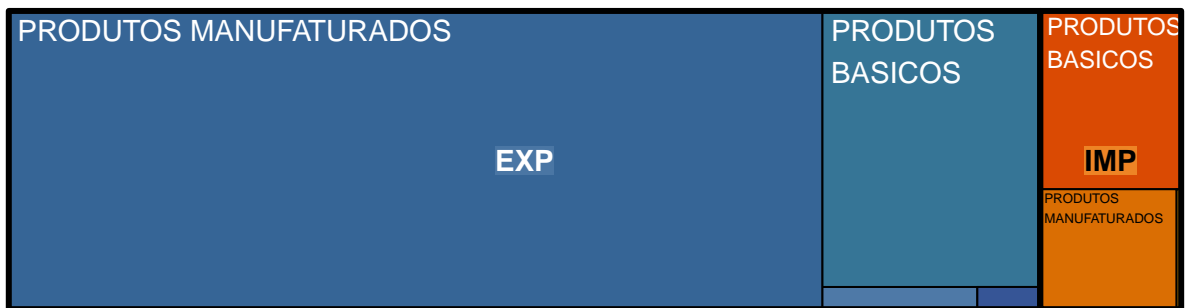 PRODUTOS MANUFATURADOS
EXP
PRODUTOS
BASICOS
PRODUTOS
BASICOS
IMP
PRODUTOS
MANUFATURADOS